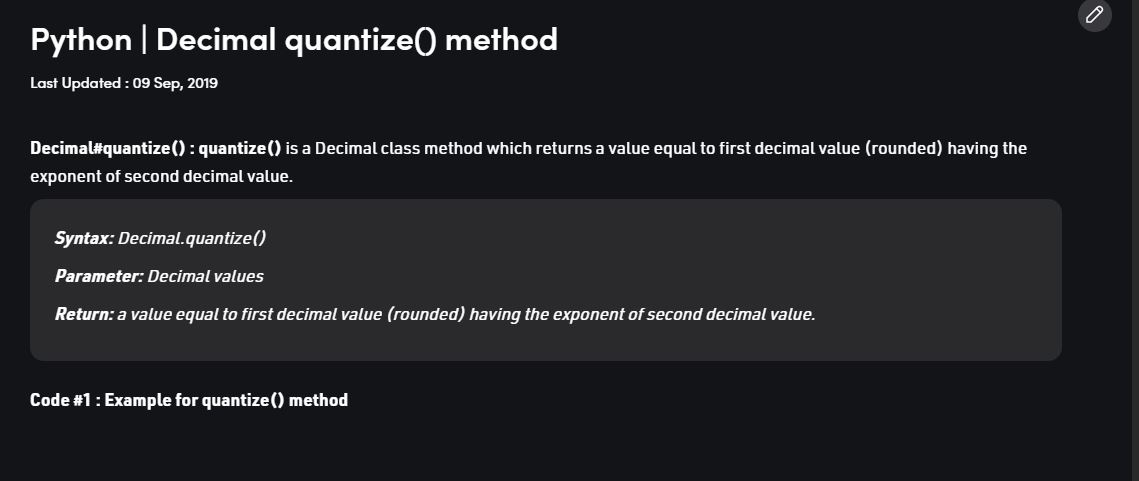 Python | Decimal quantize() method
Last Updated : 09 Sep, 2019
Decimal#quantize() : quantize() is a Decimal class method which returns a value equal to first decimal value (rounded) having the
exponent of second decimal value.
Syntax: Decimal.quantize()
Parameter: Decimal values
Return: a value equal to first decimal value (rounded) having the exponent of second decimal value.
Code #1 : Example for quantize() method